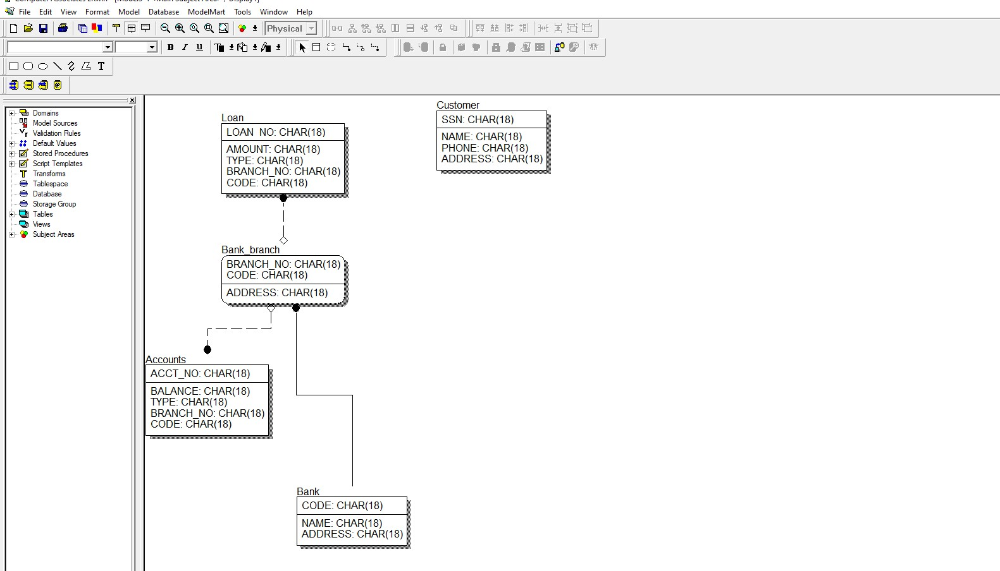 File Edit View Format Model Database ModelMart Tools Window Help
Physical
B I U
T
Domains
Model Sources
Validation Rules
Default Values
Stored Procedures
Script Templates
Transforms
Tablespace
Database
Storage Group
Tables
Views
Subject Areas
Loan
LOAN_NO: CHAR(18)
AMOUNT: CHAR(18)
TYPE: CHAR(18)
BRANCH_NO: CHAR(18)
CODE: CHAR(18)
Customer
SSN: CHAR(18)
NAME: CHAR(18)
PHONE: CHAR(18)
ADDRESS: CHAR(18)
Bank_branch
BRANCH_NO: CHAR(18)
CODE: CHAR(18)
ADDRESS: CHAR(18)
Accounts
ACCT_NO: CHAR(18)
BALANCE: CHAR(18)
TYPE: CHAR(18)
BRANCH_NO: CHAR(18)
CODE: CHAR(18)
Bank
CODE: CHAR(18)
NAME: CHAR(18)
ADDRESS: CHAR(18)